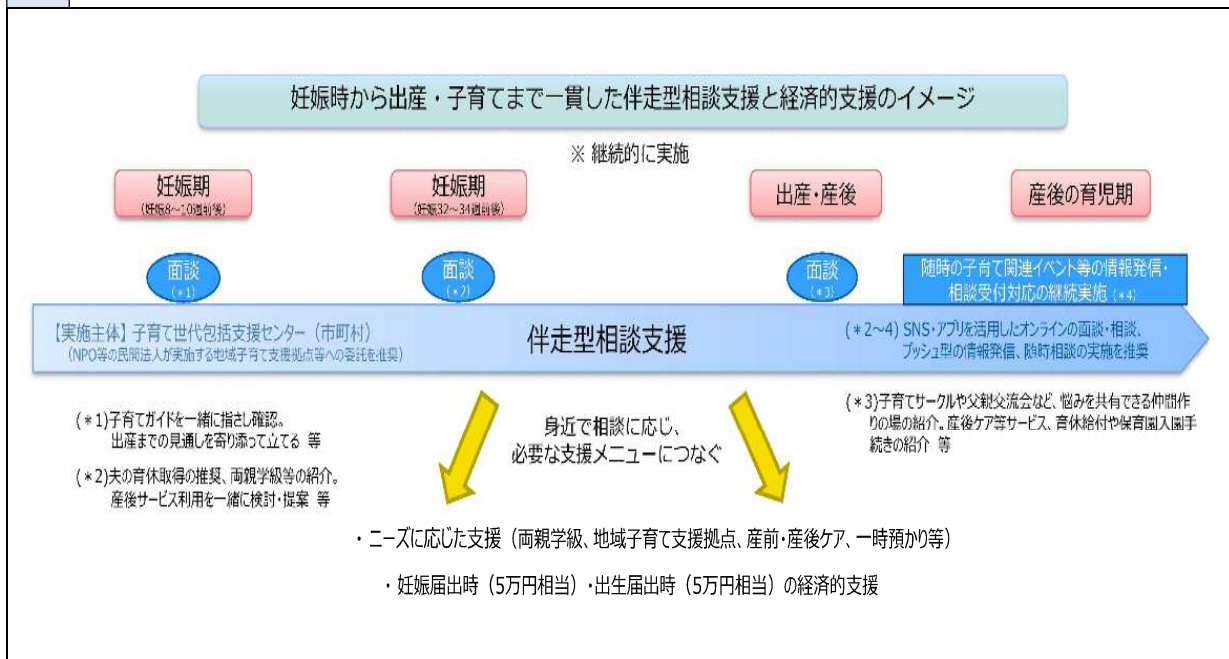 妊娠時から出産・子育てまで一貫した伴走型相談支援と経済的支援のイメージ
※ 継続的に実施
妊娠期
(妊娠8~10週前後)
妊娠期
(妊娠32~34週前後)
出産・産後
産後の育児期
面談
(*1)
面談
(*2)
面談
(*3)
随時の子育て関連イベント等の情報発信・
相談受付対応の継続実施 (*4)
【実施主体】子育て世代包括支援センター(市町村)
(NPO等の民間法人が実施する地域子育て支援拠点等への委託を推奨)
伴走型相談支援
(*2~4) SNS・アプリを活用したオンラインの面談・相談、
プッシュ型の情報発信、随時相談の実施を推奨
(*1)子育てガイドを一緒に指さし確認。
出産までの見通しを寄り添って立てる 等
(*2)夫の育休取得の推奨、両親学級等の紹介。
産後サービス利用を一緒に検討・提案 等
身近で相談に応じ、
必要な支援メニューにつなぐ
(*3)子育てサークルや父親交流会など、悩みを共有できる仲間作
りの場の紹介。産後ケア等サービス、育休給付や保育園入園手
続きの紹介 等
・ニーズに応じた支援(両親学級、地域子育て支援拠点、産前・産後ケア、一時預かり等)
・妊娠届出時(5万円相当)・出生届出時(5万円相当)の経済的支援